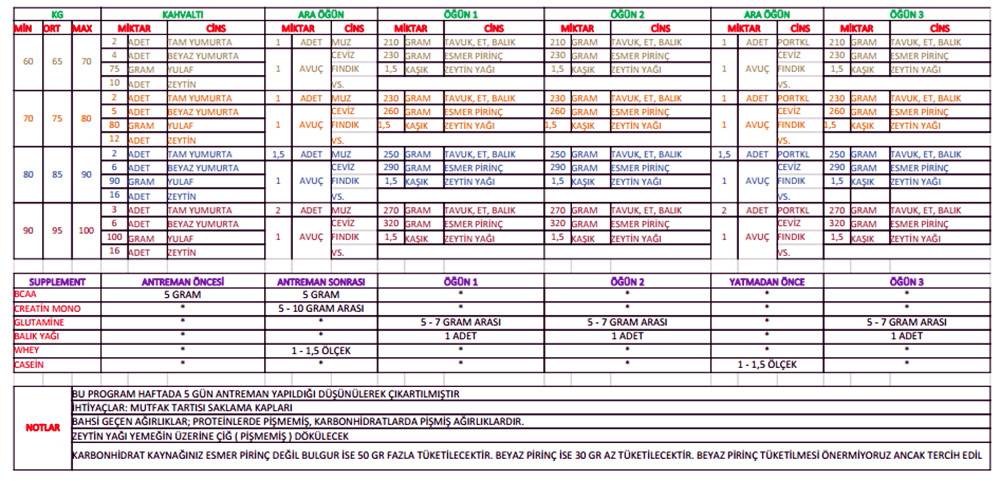 KG KAHVALTI ARA ÖĞÜN ÖĞÜN 1 ÖĞÜN 2 ARA ÖĞÜN ÖĞÜN 3
MİN ORT MAX MİKTAR CİNS MİKTAR CİNS MİKTAR CİNS MİKTAR CİNS MİKTAR CİNS MİKTAR CİNS
60 65 70
2 ADET TAM YUMURTA 1 ADET MUZ 210 GRAM TAVUK, ET, BALIK 210 GRAM TAVUK, ET, BALIK 1 ADET PORTKL 210 GRAM TAVUK, ET, BALIK
4 ADET BEYAZ YUMURTA 1 AVUÇ CEVİZ 230 GRAM ESMER PİRİNÇ 230 GRAM ESMER PİRİNÇ 1 AVUÇ CEVİZ 230 GRAM ESMER PİRİNÇ
75 GRAM YULAF FINDIK 1,5 KAŞIK ZEYTİN YAĞI 1,5 KAŞIK ZEYTİN YAĞI FINDIK 1,5 KAŞIK ZEYTİN YAĞI
10 ADET ZEYTİN VS. VS.
70 75 80
2 ADET TAM YUMURTA 1 ADET MUZ 230 GRAM TAVUK, ET, BALIK 230 GRAM TAVUK, ET, BALIK 1 ADET PORTKL 230 GRAM TAVUK, ET, BALIK
5 ADET BEYAZ YUMURTA 1 AVUÇ CEVİZ 260 GRAM ESMER PİRİNÇ 260 GRAM ESMER PİRİNÇ 1 AVUÇ CEVİZ 260 GRAM ESMER PİRİNÇ
80 GRAM YULAF FINDIK 1,5 KAŞIK ZEYTİN YAĞI 1,5 KAŞIK ZEYTİN YAĞI FINDIK 1,5 KAŞIK ZEYTİN YAĞI
12 ADET ZEYTİN VS. VS.
80 85 90
2 ADET TAM YUMURTA 1,5 ADET MUZ 250 GRAM TAVUK, ET, BALIK 250 GRAM TAVUK, ET, BALIK 1,5 ADET PORTKL 250 GRAM TAVUK, ET, BALIK
6 ADET BEYAZ YUMURTA 1 AVUÇ CEVİZ 290 GRAM ESMER PİRİNÇ 290 GRAM ESMER PİRİNÇ 1 AVUÇ CEVİZ 290 GRAM ESMER PİRİNÇ
90 GRAM YULAF FINDIK 1,5 KAŞIK ZEYTİN YAĞI 1,5 KAŞIK ZEYTİN YAĞI FINDIK 1,5 KAŞIK ZEYTİN YAĞI
16 ADET ZEYTİN VS. VS.
90 95 100
3 ADET TAM YUMURTA 2 ADET MUZ 270 GRAM TAVUK, ET, BALIK 270 GRAM TAVUK, ET, BALIK 2 ADET PORTKL 270 GRAM TAVUK, ET, BALIK
6 ADET BEYAZ YUMURTA 1 AVUÇ CEVİZ 320 GRAM ESMER PİRİNÇ 320 GRAM ESMER PİRİNÇ 1 AVUÇ CEVİZ 320 GRAM ESMER PİRİNÇ
100 GRAM YULAF FINDIK 1,5 KAŞIK ZEYTİN YAĞI 1,5 KAŞIK ZEYTİN YAĞI FINDIK 1,5 KAŞIK ZEYTİN YAĞI
16 ADET ZEYTİN VS. VS.
SUPPLEMENT ANTREMAN ÖNCESİ ANTREMAN SONRASI ÖĞÜN 1 ÖĞÜN 2 YATMADAN ÖNCE ÖĞÜN 3
BCAA 5 GRAM 5 GRAM * * * *
CREATİN MONO * 5 - 10 GRAM ARASI * * * *
GLUTAMİNE * * 5 - 7 GRAM ARASI 5 - 7 GRAM ARASI * 5 - 7 GRAM ARASI
BALIK YAĞI * * 1 ADET 1 ADET * 1 ADET
WHEY * 1 - 1,5 ÖLÇEK * * * *
CASEİN * * * * 1 - 1,5 ÖLÇEK *
NOTLAR
BU PROGRAM HAFTADA 5 GÜN ANTREMAN YAPILDIĞI DÜŞÜNÜLEREK ÇIKARTILMIŞTIR
İHTİYAÇLAR: MUTFAK TARTISI SAKLAMA KAPLARI
BAHSİ GEÇEN AĞIRLIKLAR; PROTEİNLERDE PİŞMEMİŞ, KARBONHİDRATLARDA PİŞMİŞ AĞIRLIKLARDIR.
ZEYTİN YAĞI YEMEĞİN ÜZERİNE ÇİĞ ( PİŞMEMİŞ ) DÖKÜLECEK
KARBONHİDRAT KAYNAĞINIZ ESMER PİRİNÇ DEĞİL BULGUR İSE 50 GR FAZLA TÜKETİLECEKTİR. BEYAZ PİRİNÇ İSE 30 GR AZ TÜKETİLECEKTİR. BEYAZ PİRİNÇ TÜKETİLMESİ ÖNERMİYORUZ ANCAK TERCİH EDİL